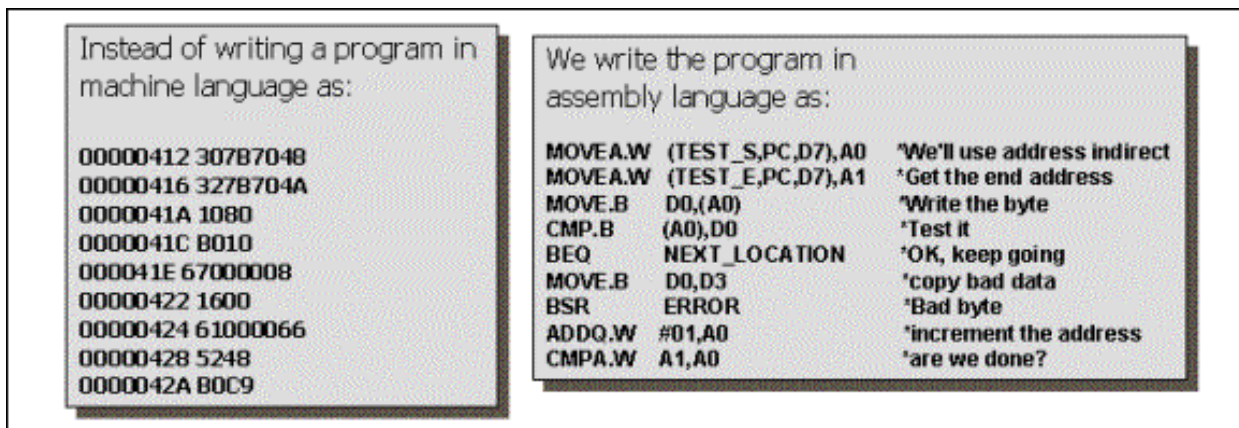 Instead of writing a program in
machine language as:
00000412 307B7048
00000416 327B704A
0000041A 1080
0000041C B010
0000041E 67000008
00000422 1600
00000424 61000066
00000428 5248
0000042A B0C9
We write the program in
assembly language as:
MOVEA.W (TEST_S,PC,D7),A0 *We'll use address indirect
MOVEA.W (TEST_E,PC,D7),A1 *Get the end address
MOVE.B D0,(A0) *Write the byte
CMP.B (A0),D0 *Test it
BEQ NEXT_LOCATION *OK, keep going
MOVE.B D0,D3 *copy bad data
BSR ERROR *Bad byte
ADDQ.W #01,A0 *increment the address
CMPA.W A1,A0 *are we done?